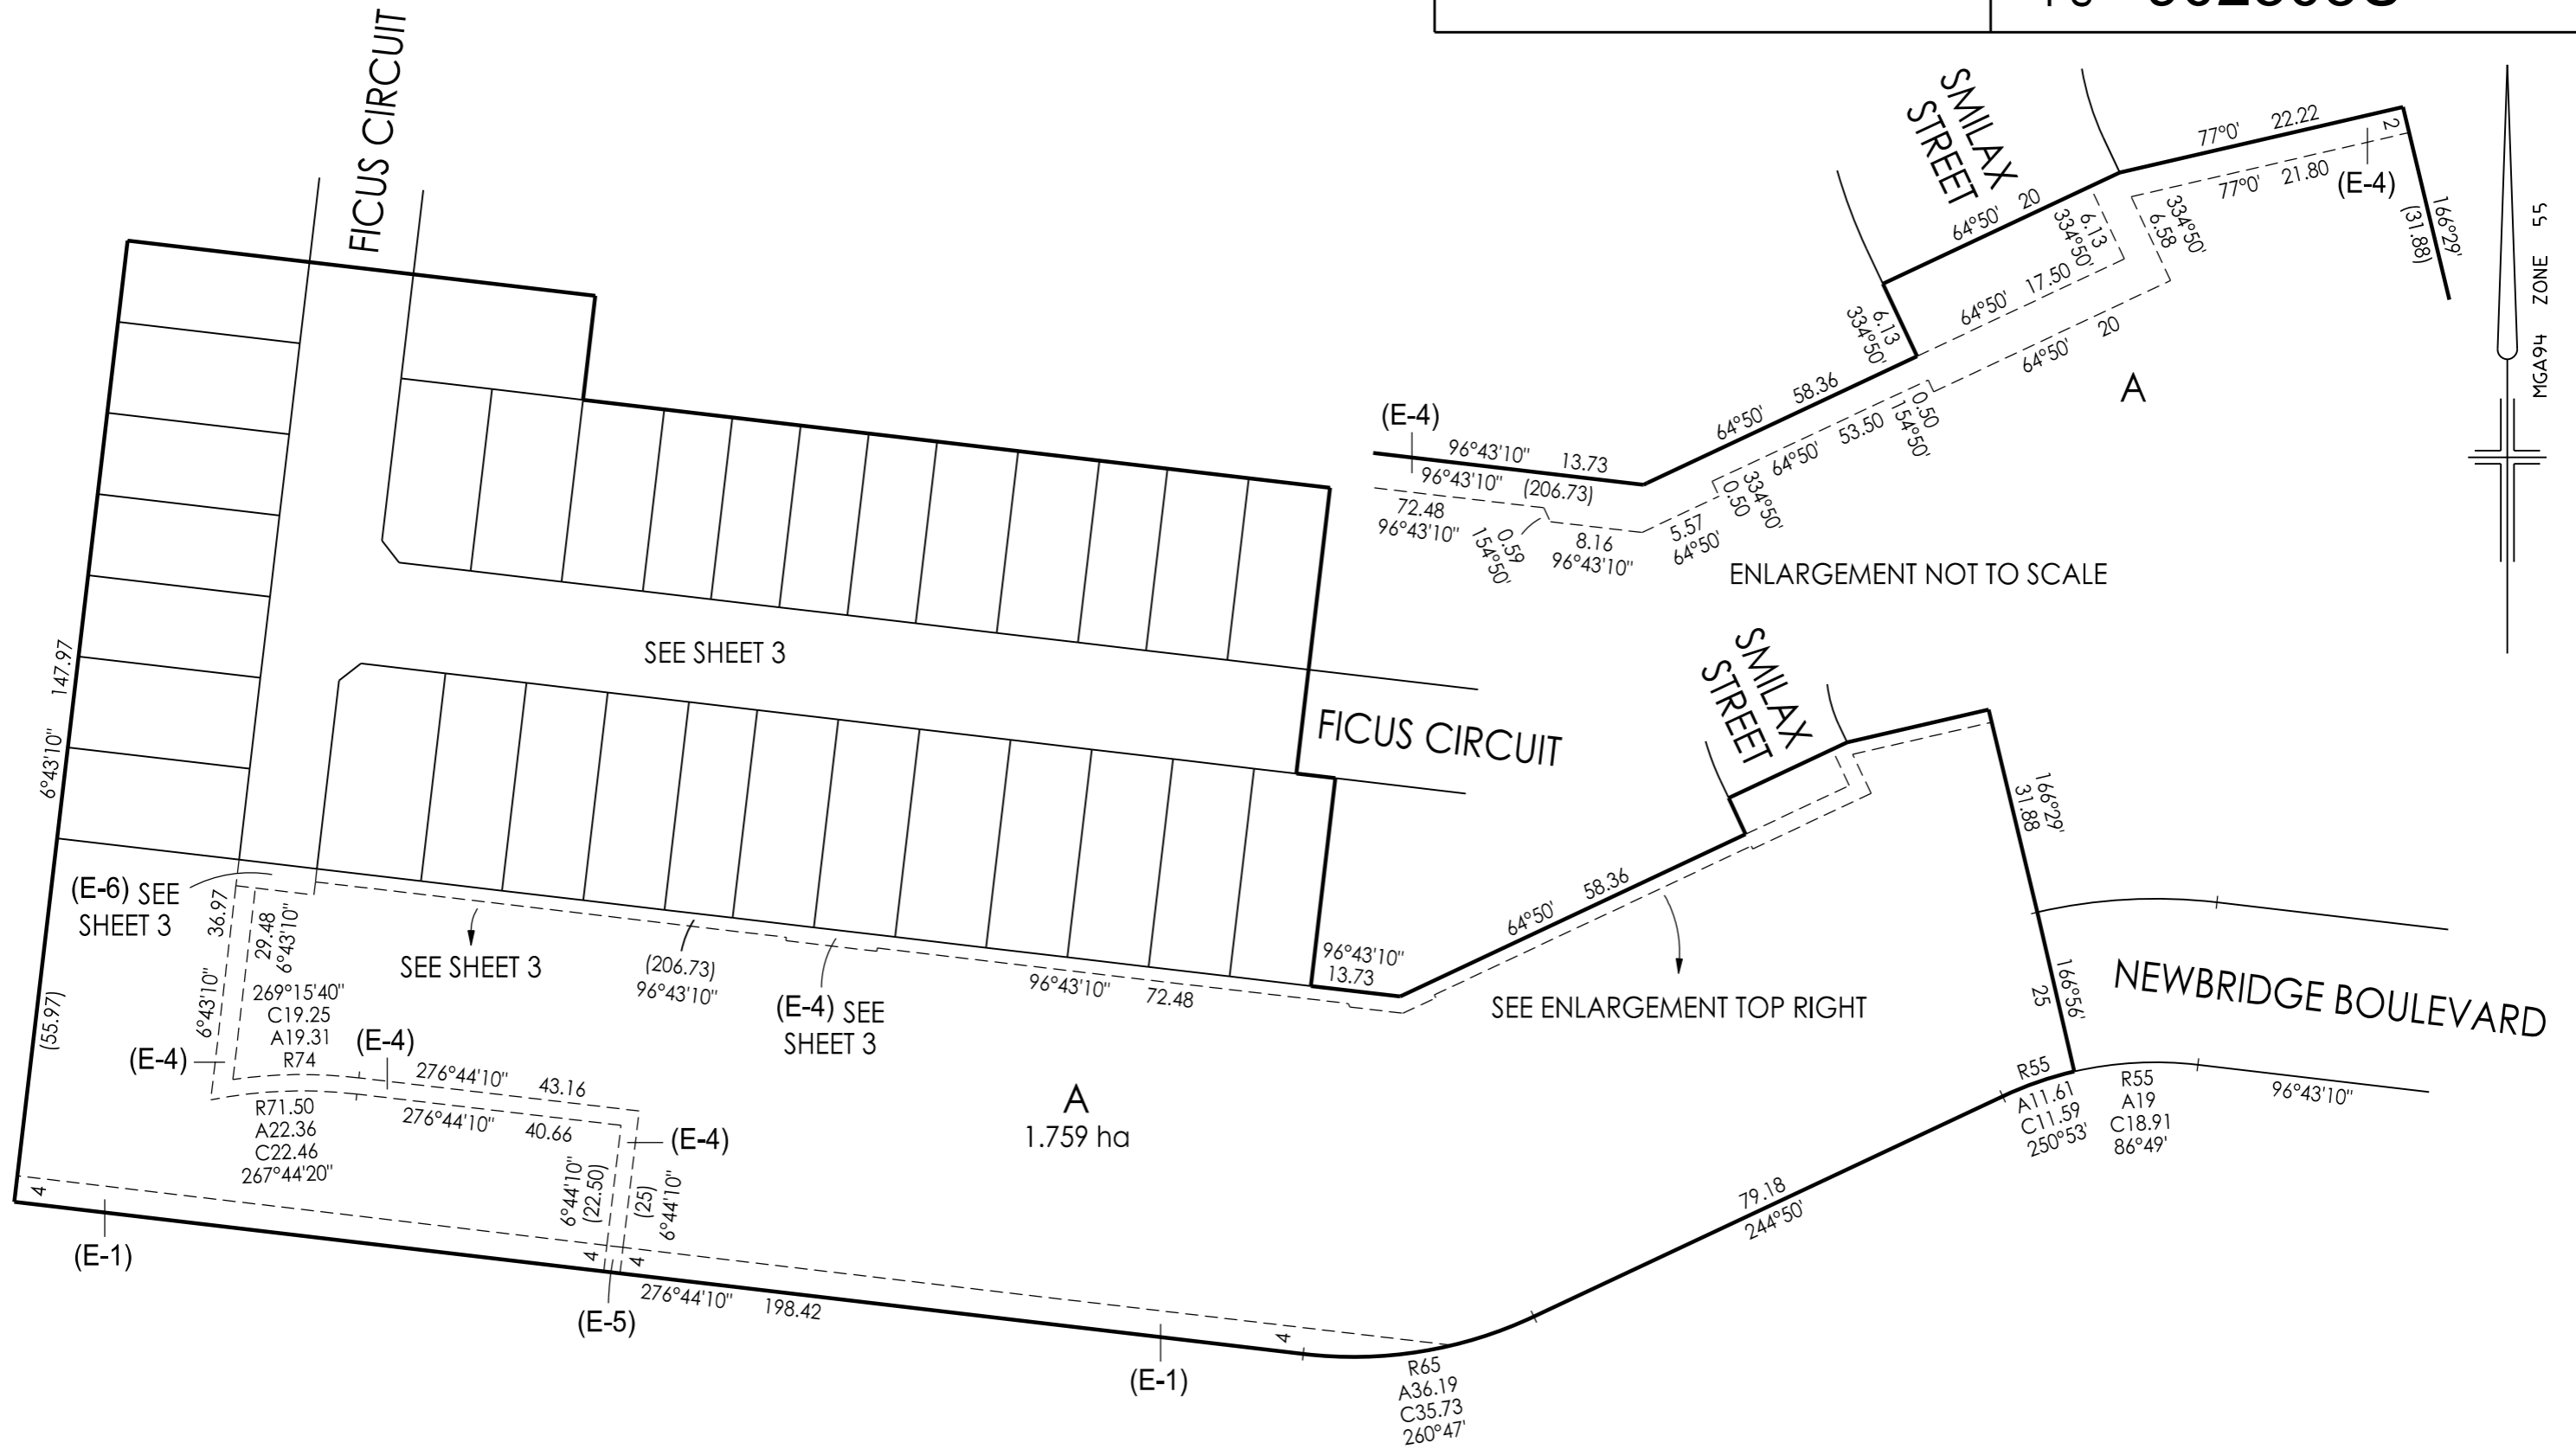 FICUS CIRCUIT
SMILAX
STREET
77°0' 22.22
2
77°0' 21.80
(E-4)
166°29'
(31.88)
64°50' 20
6.13
334°50'
334°50'
6.58
64°50' 17.50
64°50' 20
6.13
334°50'
A
MGA94 ZONE 55
(E-4)
64°50' 58.36
96°43'10" 13.73
96°43'10" (206.73)
64°50' 53.50
0.50
154°50'
334°50'
0.50
72.48
96°43'10"
0.59
154°50'
8.16
96°43'10"
5.57
64°50'
ENLARGEMENT NOT TO SCALE
SEE SHEET 3
6°43'10" 147.97
FICUS CIRCUIT
SMILAX
STREET
166°29'
31.88
64°50' 58.36
(E-6) SEE
SHEET 3
36.97
6°43'10"
29.48
6°43'10"
SEE SHEET 3
(206.73)
96°43'10"
(E-4) SEE
SHEET 3
96°43'10" 72.48
96°43'10"
13.73
SEE ENLARGEMENT TOP RIGHT
166°56'
25
NEWBRIDGE BOULEVARD
(55.97)
269°15'40"
C19.25
A19.31
R74
(E-4)
(E-4)
276°44'10" 43.16
276°44'10" 40.66
(E-4)
R71.50
A22.36
C22.46
267°44'20"
6°44'10"
(22.50)
(25)
6°44'10"
A
1.759 ha
R55
A11.61
C11.59
250°53'
R55
A19
C18.91
86°49'
96°43'10"
79.18
244°50'
4
(E-1)
4
4
(E-5)
276°44'10" 198.42
4
(E-1)
R65
A36.19
C35.73
260°47'